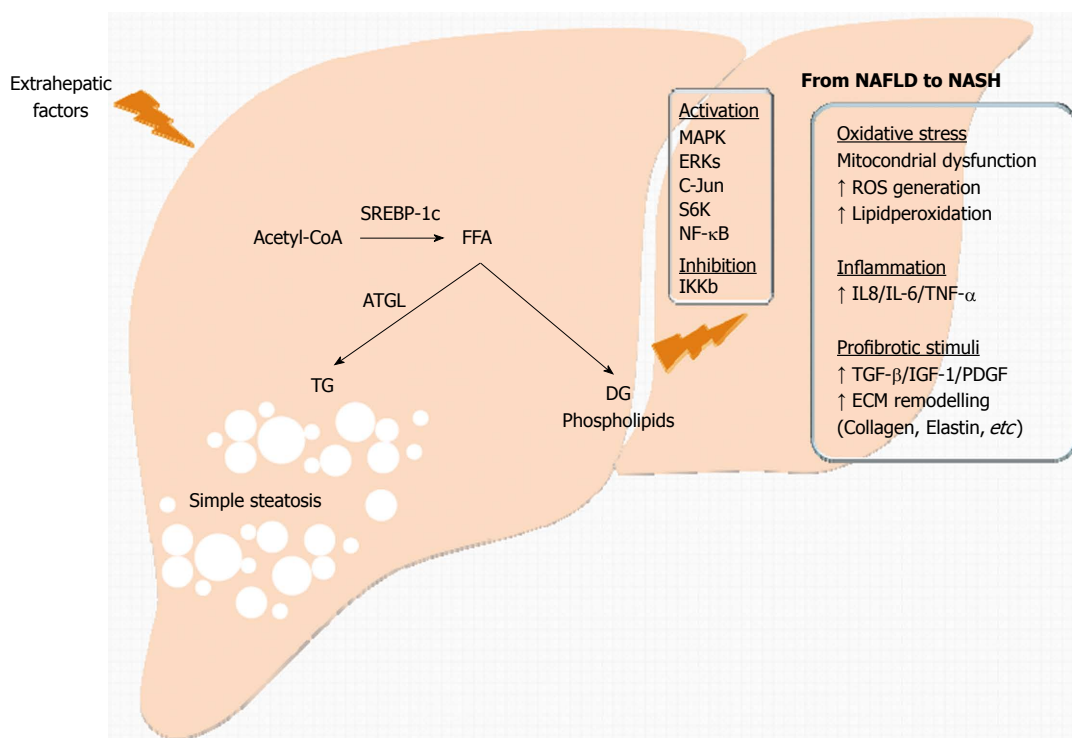 Extrahepatic
factors
SREBP-1c
Acetyl-CoA
FFA
ATGL
TG
DG
Phospholipids
Simple steatosis
Activation
MAPK
ERKs
C-Jun
S6K
NF-κB
Inhibition
IKKb
From NAFLD to NASH
Oxidative stress
Mitocondrial dysfunction
↑ ROS generation
↑ Lipidperoxidation
Inflammation
↑ IL8/IL-6/TNF-α
Profibrotic stimuli
↑ TGF-β/IGF-1/PDGF
↑ ECM remodelling
(Collagen, Elastin, etc)